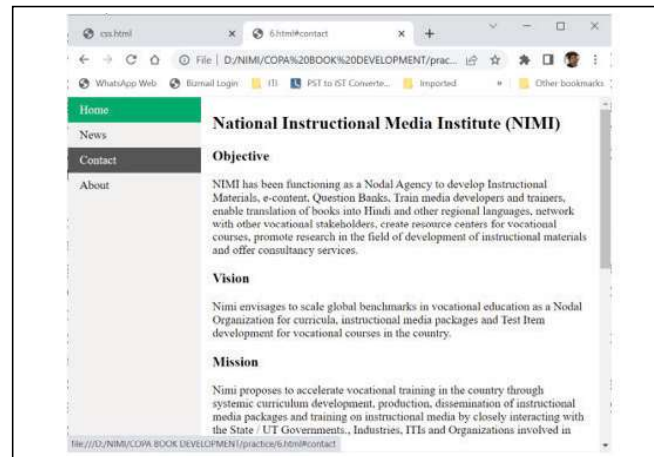 css.html
6.html#contact
File | D:/NIMI/COPA%20BOOK%20DEVELOPMENT/prac...
WhatsApp Web Bizmail Login ITI PST to IST Converte... Imported » Other bookmarks
Home
News
Contact
About
National Instructional Media Institute (NIMI)
Objective
NIMI has been functioning as a Nodal Agency to develop Instructional
Materials, e-content, Question Banks, Train media developers and trainers,
enable translation of books into Hindi and other regional languages, network
with other vocational stakeholders, create resource centers for vocational
courses, promote research in the field of development of instructional materials
and offer consultancy services.
Vision
Nimi envisages to scale global benchmarks in vocational education as a Nodal
Organization for curricula, instructional media packages and Test Item
development for vocational courses in the country.
Mission
Nimi proposes to accelerate vocational training in the country through
systemic curriculum development, production, dissemination of instructional
media packages and training on instructional media by closely interacting with
the State / UT Governments., Industries, ITIs and Organizations involved in
file:///D:/NIMI/COPA BOOK DEVELOPMENT/practice/6.html#contact